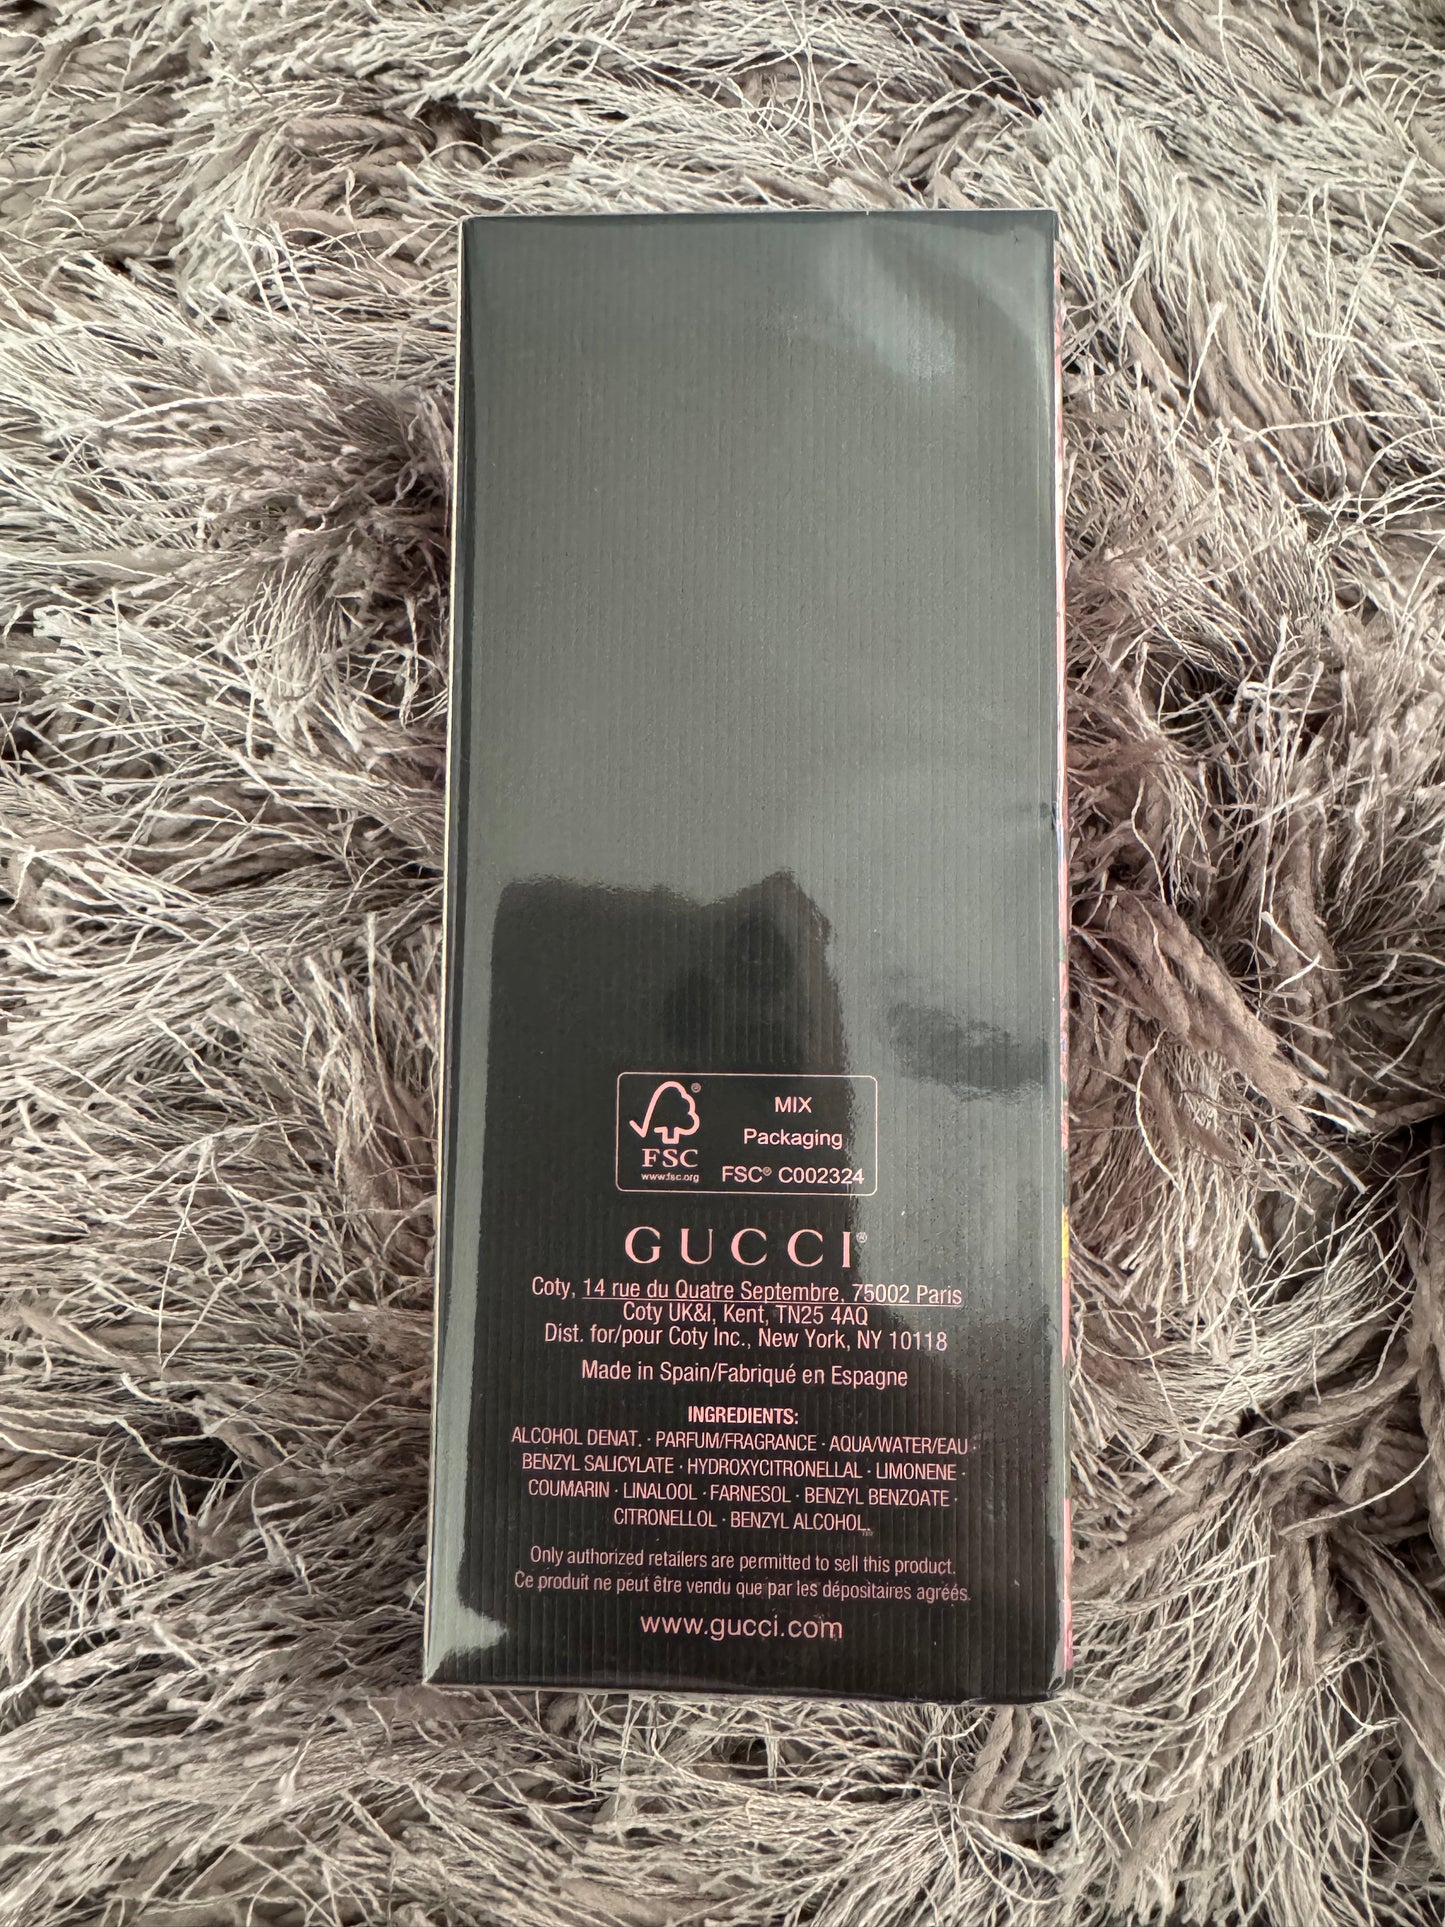 MIX
Packaging
FSC® C002324
®
FSC
www.fsc.org
GUCCI®
Coty, 14 rue du Quatre Septembre, 75002 Paris
Coty UK&I, Kent, TN25 4AQ
Dist. for/pour Coty Inc., New York, NY 10118
Made in Spain/Fabriqué en Espagne
INGREDIENTS:
ALCOHOL DENAT. · PARFUM/FRAGRANCE · AQUA/WATER/EAU ·
BENZYL SALICYLATE · HYDROXYCITRONELLAL · LIMONENE ·
COUMARIN · LINALOOL · FARNESOL · BENZYL BENZOATE ·
CITRONELLOL · BENZYL ALCOHOL.
Only authorized retailers are permitted to sell this product.
Ce produit ne peut être vendu que par les dépositaires agréés.
www.gucci.com